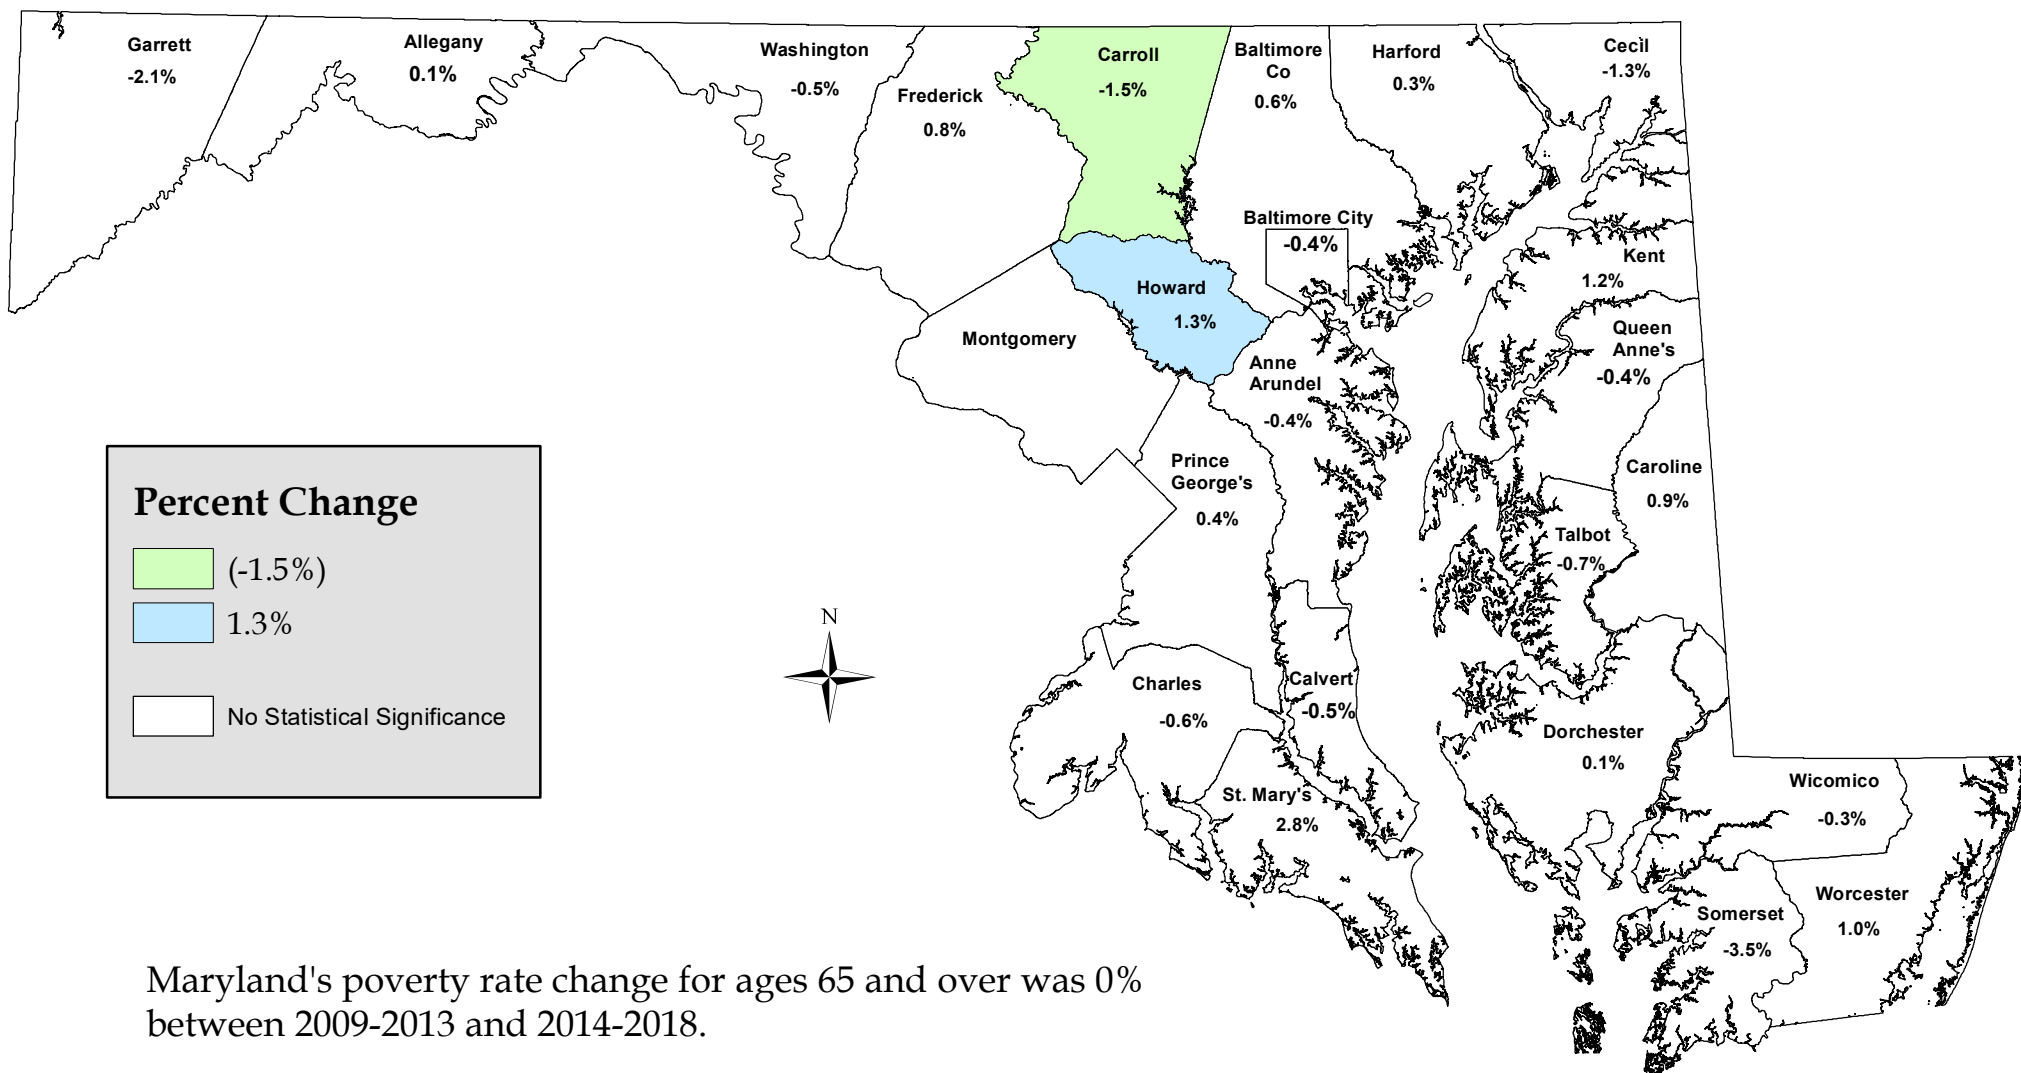 Garrett
-2.1%
Allegany
0.1%
Washington
-0.5%
Frederick
0.8%
Carroll
-1.5%
Baltimore
Co
0.6%
Harford
0.3%
Cecil
-1.3%
Baltimore City
-0.4%
Kent
1.2%
Howard
1.3%
Montgomery
Queen
Anne's
-0.4%
Anne
Arundel
-0.4%
Prince
George's
0.4%
Caroline
0.9%
Talbot
-0.7%
Percent Change
(-1.5%)
1.3%
No Statistical Significance
N
Charles
-0.6%
Calvert
-0.5%
Dorchester
0.1%
St. Mary's
2.8%
Wicomico
-0.3%
Worcester
1.0%
Somerset
-3.5%
Maryland's poverty rate change for ages 65 and over was 0%
between 2009-2013 and 2014-2018.